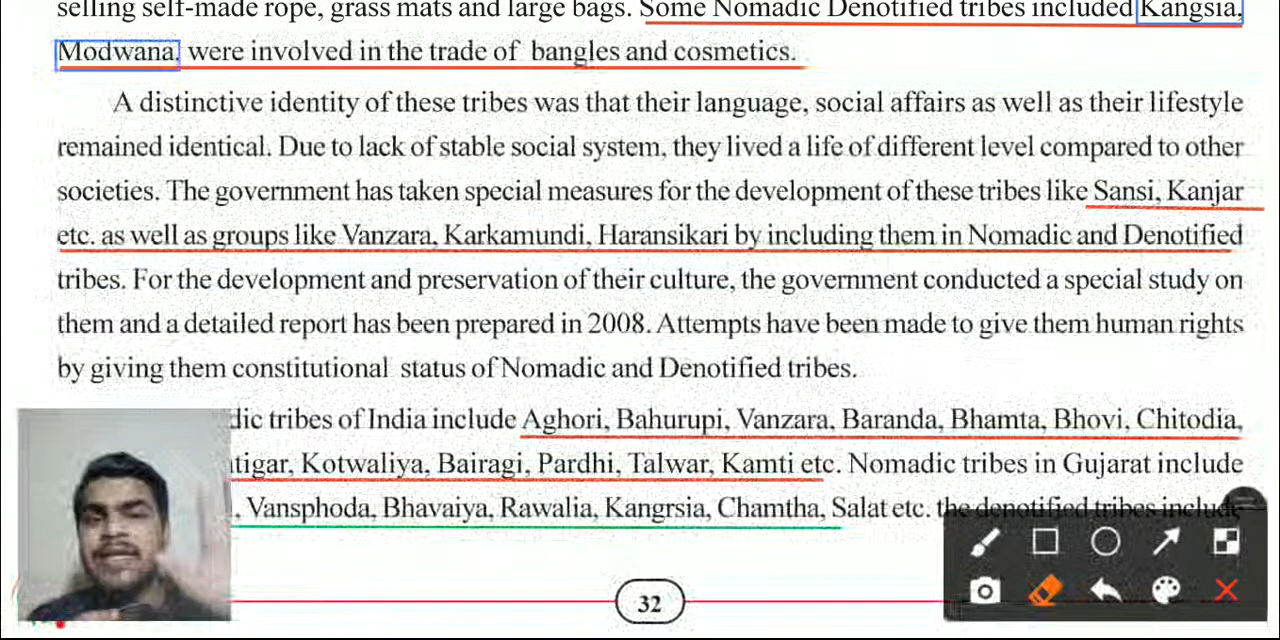 selling self-made rope, grass mats and large bags. Some Nomadic Denotified tribes included Kangsia,
Modwana, were involved in the trade of bangles and cosmetics.
A distinctive identity of these tribes was that their language, social affairs as well as their lifestyle
remained identical. Due to lack of stable social system, they lived a life of different level compared to other
societies. The government has taken special measures for the development of these tribes like Sansi, Kanjar
etc. as well as groups like Vanzara, Karkamundi, Haransikari by including them in Nomadic and Denotified
tribes. For the development and preservation of their culture, the government conducted a special study on
them and a detailed report has been prepared in 2008. Attempts have been made to give them human rights
by giving them constitutional status of Nomadic and Denotified tribes.
dic tribes of India include Aghori, Bahurupi, Vanzara, Baranda, Bhamta, Bhovi, Chitodia,
tigar, Kotwaliya, Bairagi, Pardhi, Talwar, Kamti etc. Nomadic tribes in Gujarat include
, Vansphoda, Bhavaiya, Rawalia, Kangrsia, Chamtha, Salat etc. the denotified tribes include
32